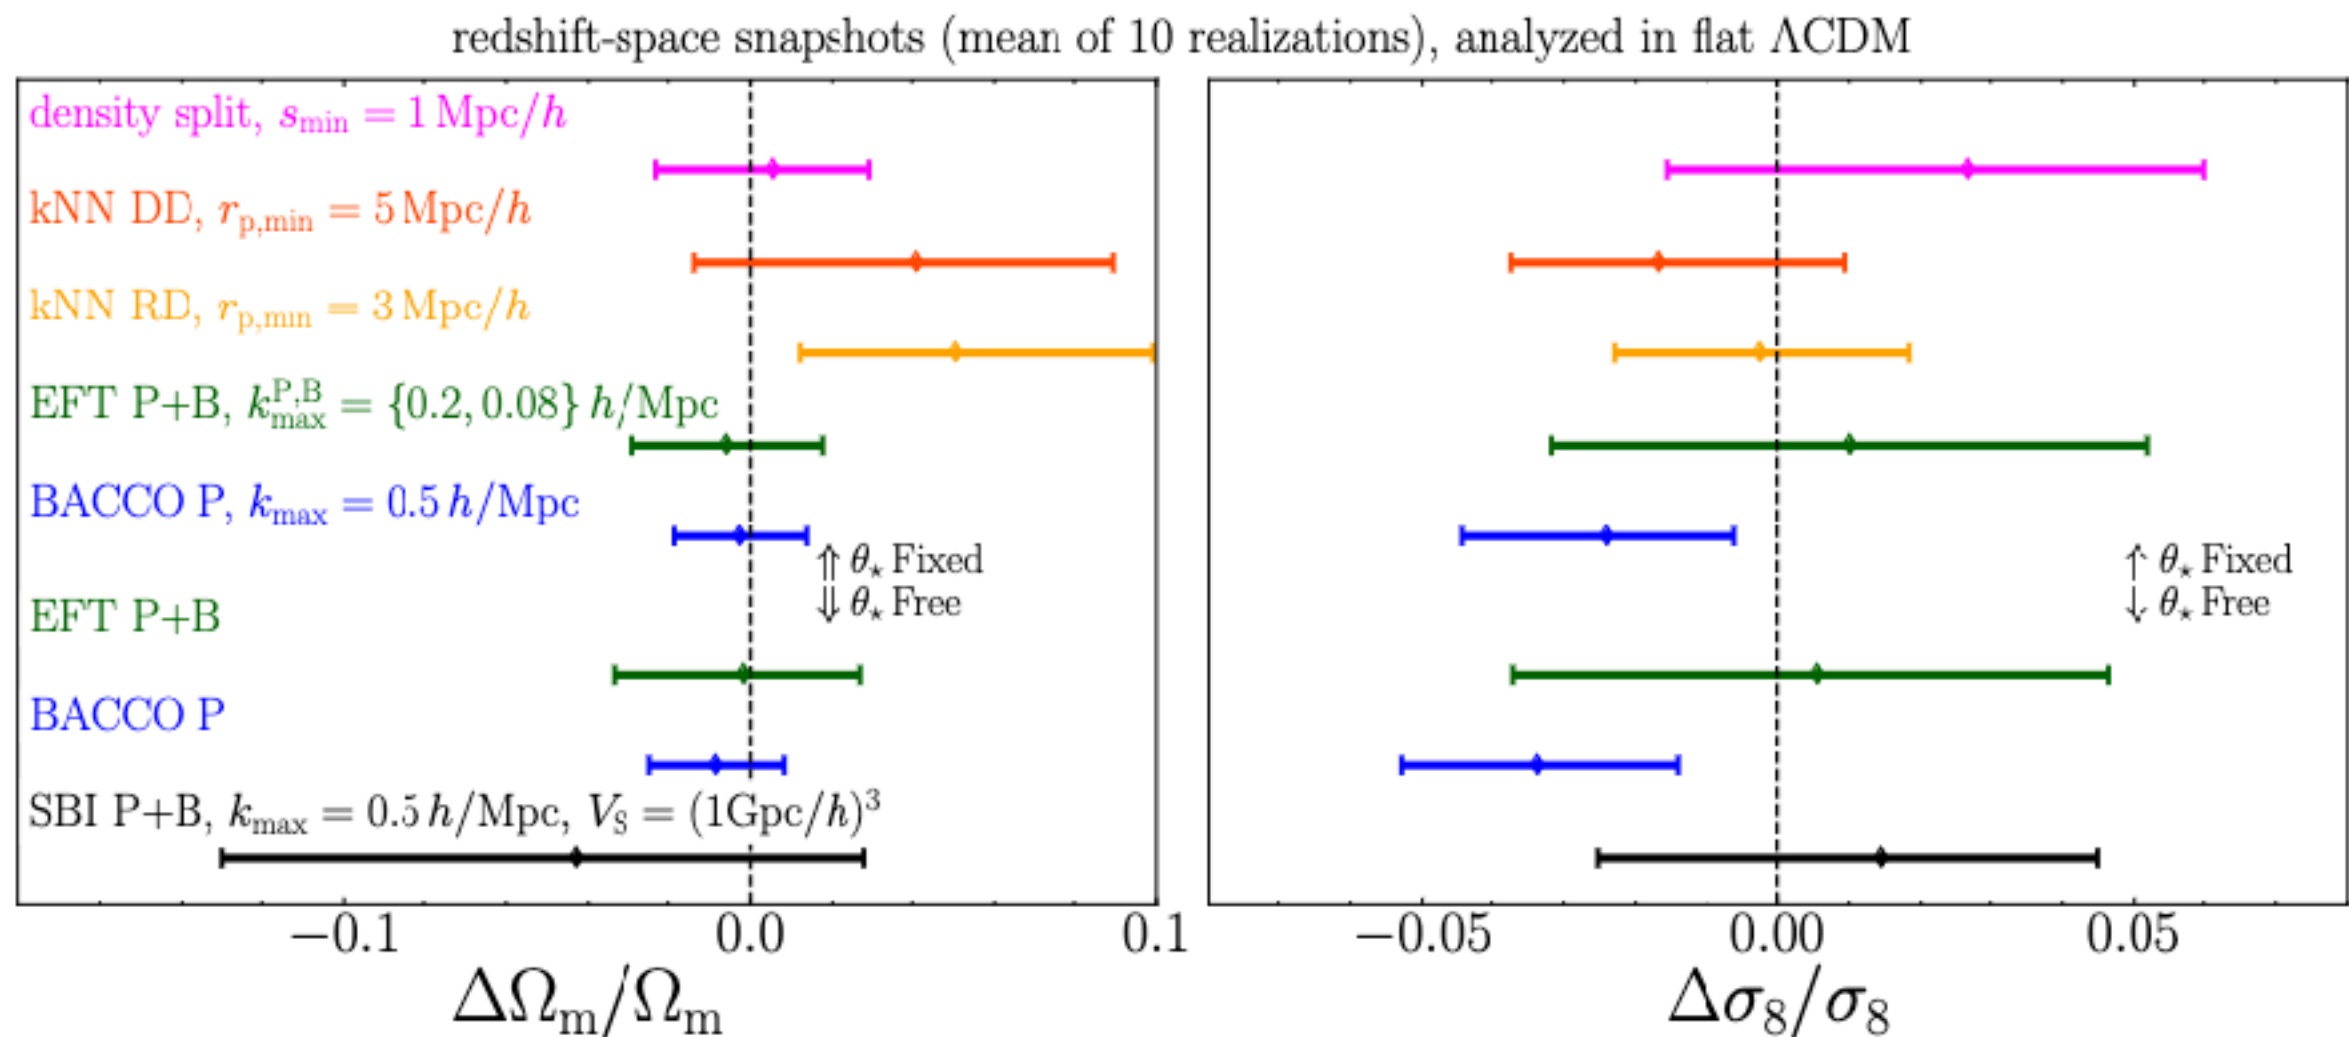 redshift-space snapshots (mean of 10 realizations), analyzed in flat ΛCDM
density split, s_min = 1 Mpc/h
kNN DD, r_p,min = 5 Mpc/h
kNN RD, r_p,min = 3 Mpc/h
EFT P+B, k_max^P,B = {0.2, 0.08} h/Mpc
BACCO P, k_max = 0.5 h/Mpc
⇑ θ⋆ Fixed
⇓ θ⋆ Free
EFT P+B
BACCO P
SBI P+B, k_max = 0.5 h/Mpc, V_S = (1Gpc/h)³
−0.1 0.0 0.1
ΔΩ_m/Ω_m
↑ θ⋆ Fixed
↓ θ⋆ Free
−0.05 0.00 0.05
Δσ_8/σ_8